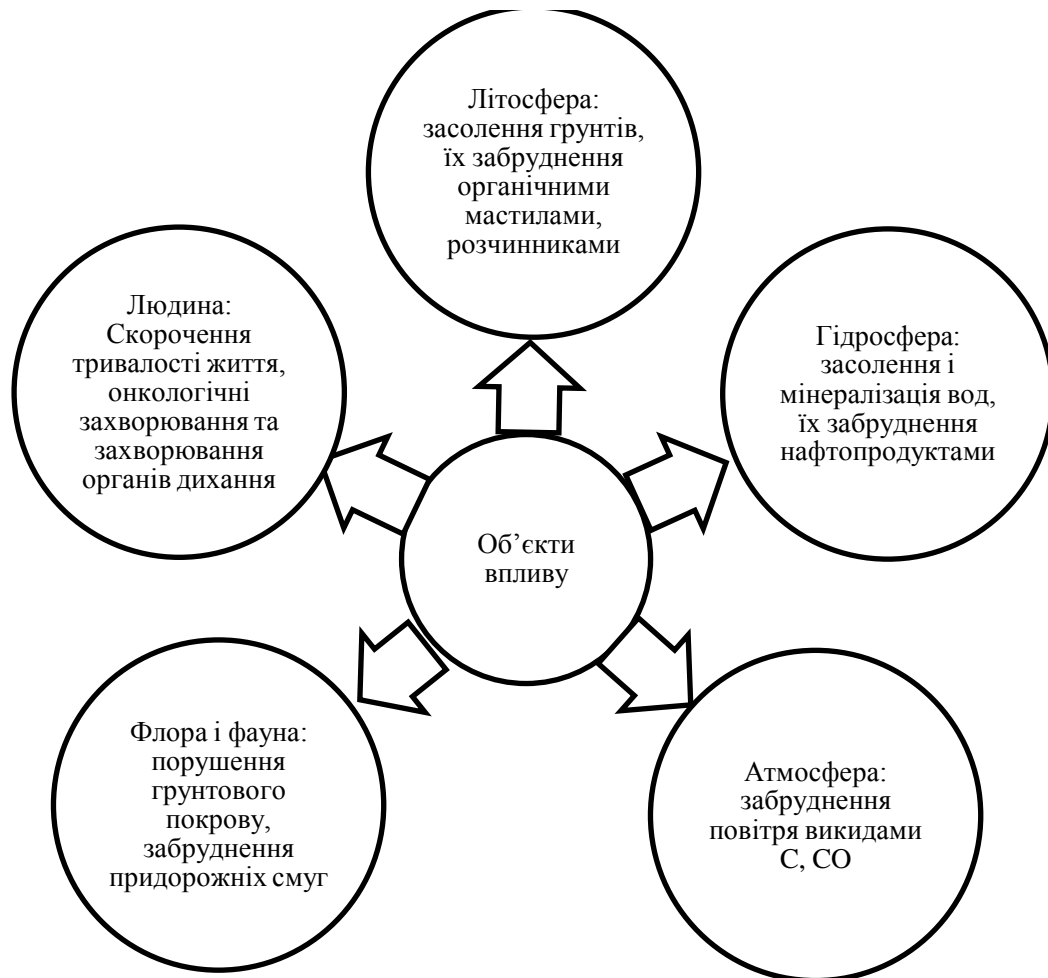 Літосфера:
засолення грунтів,
їх забруднення
органічними
мастилами,
розчинниками
Людина:
Скорочення
тривалості життя,
онкологічні
захворювання та
захворювання
органів дихання
Гідросфера:
засолення і
мінералізація вод,
їх забруднення
нафтопродуктами
Об’єкти
впливу
Флора і фауна:
порушення
грунтового
покрову,
забруднення
придорожніх смуг
Атмосфера:
забруднення
повітря викидами
С, СО